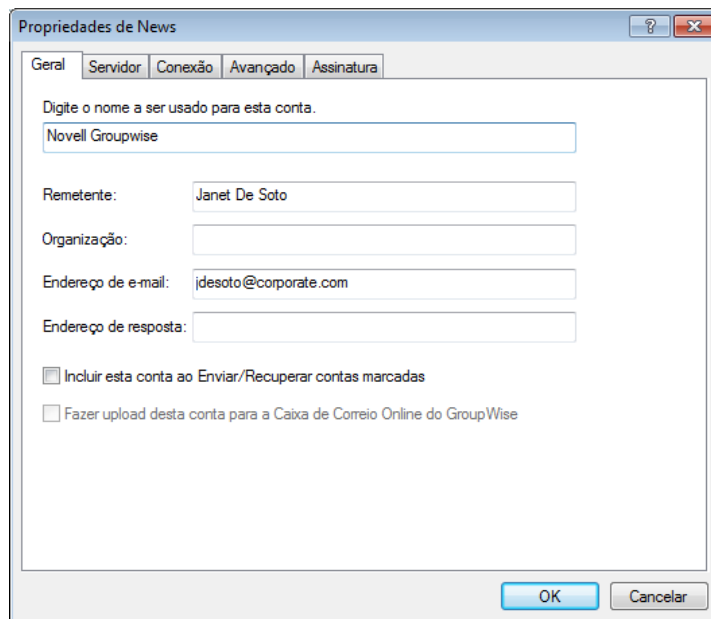 Propriedades de News
Geral Servidor Conexão Avançado Assinatura
Digite o nome a ser usado para esta conta.
Novell Groupwise
Remetente: Janet De Soto
Organização:
Endereço de e-mail: jdesoto@corporate.com
Endereço de resposta:
Incluir esta conta ao Enviar/Recuperar contas marcadas
Fazer upload desta conta para a Caixa de Correio Online do GroupWise
OK Cancelar